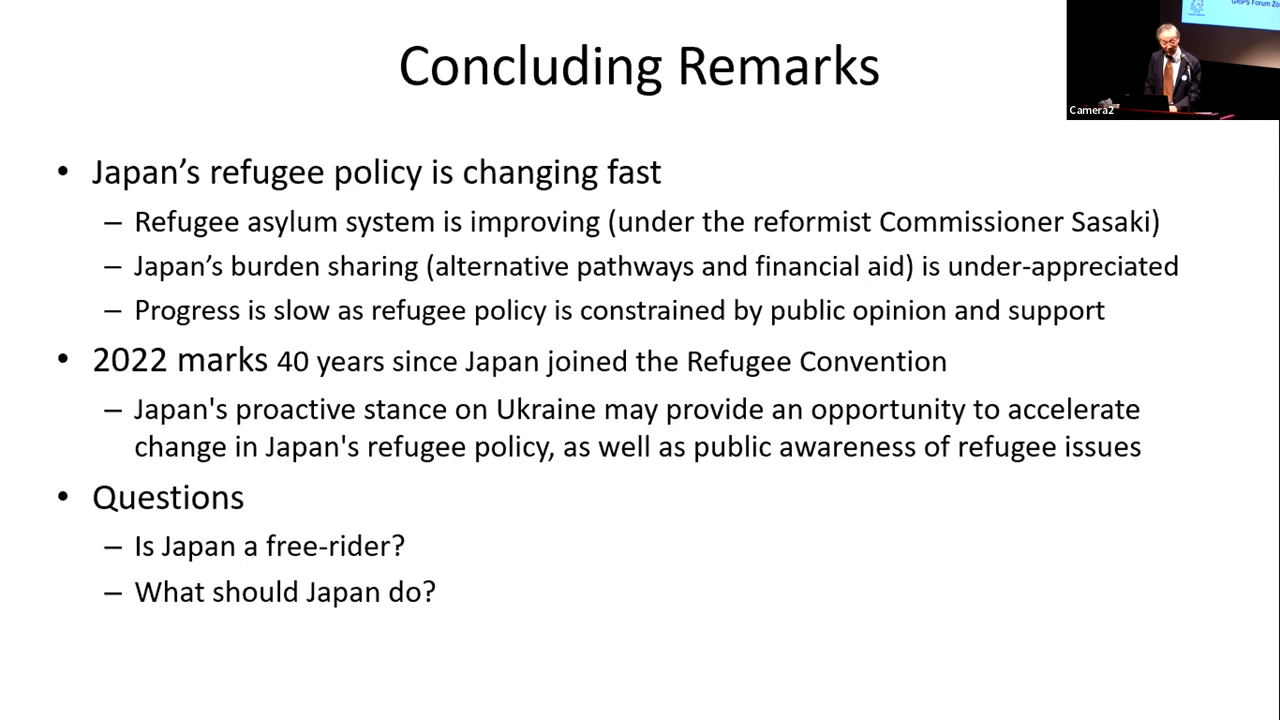 Concluding Remarks
GRIPS Forum Zo
Camera2
• Japan’s refugee policy is changing fast
– Refugee asylum system is improving (under the reformist Commissioner Sasaki)
– Japan’s burden sharing (alternative pathways and financial aid) is under-appreciated
– Progress is slow as refugee policy is constrained by public opinion and support
• 2022 marks 40 years since Japan joined the Refugee Convention
– Japan's proactive stance on Ukraine may provide an opportunity to accelerate
change in Japan's refugee policy, as well as public awareness of refugee issues
• Questions
– Is Japan a free-rider?
– What should Japan do?